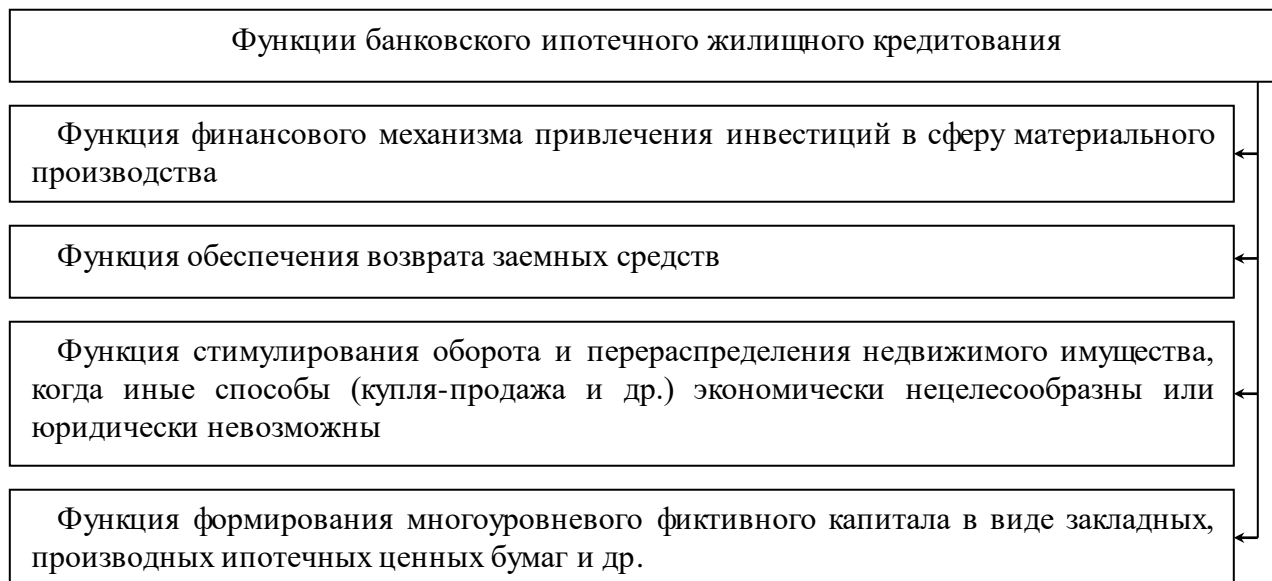 Функции банковского ипотечного жилищного кредитования
Функция финансового механизма привлечения инвестиций в сферу материального
производства
Функция обеспечения возврата заемных средств
Функция стимулирования оборота и перераспределения недвижимого имущества,
когда иные способы (купля-продажа и др.) экономически нецелесообразны или
юридически невозможны
Функция формирования многоуровневого фиктивного капитала в виде закладных,
производных ипотечных ценных бумаг и др.